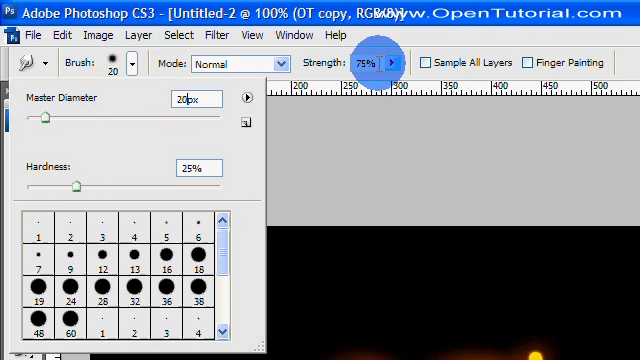 Adobe Photoshop CS3 - [Untitled-2 @ 100% (OT copy, RGB/8)]
www.OpenTutorial.com
File Edit Image Layer Select Filter View Window Help
Brush: 20 Mode: Normal Strength: 75% Sample All Layers Finger Painting
Master Diameter 20px
200 250 300 350 400 450 500
Hardness: 25%
1 2 3 4 5 6
7 9 12 13 16 18
19 24 28 32 36 38
48 60 1 2 3 4